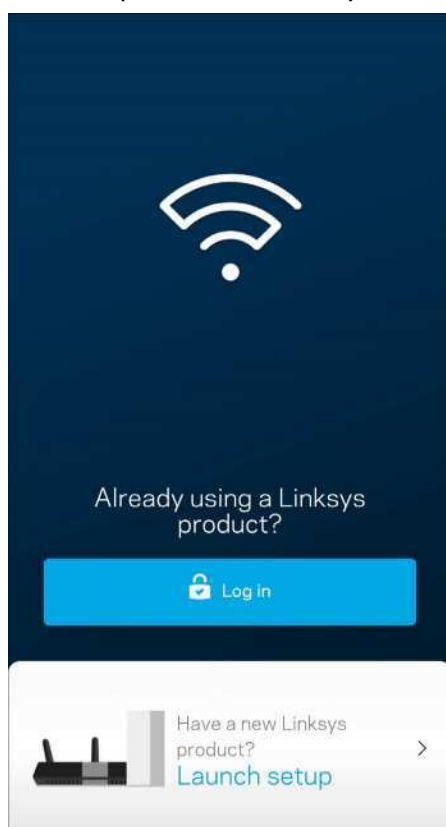 Already using a Linksys
product?
Log in
Have a new Linksys
product?
Launch setup